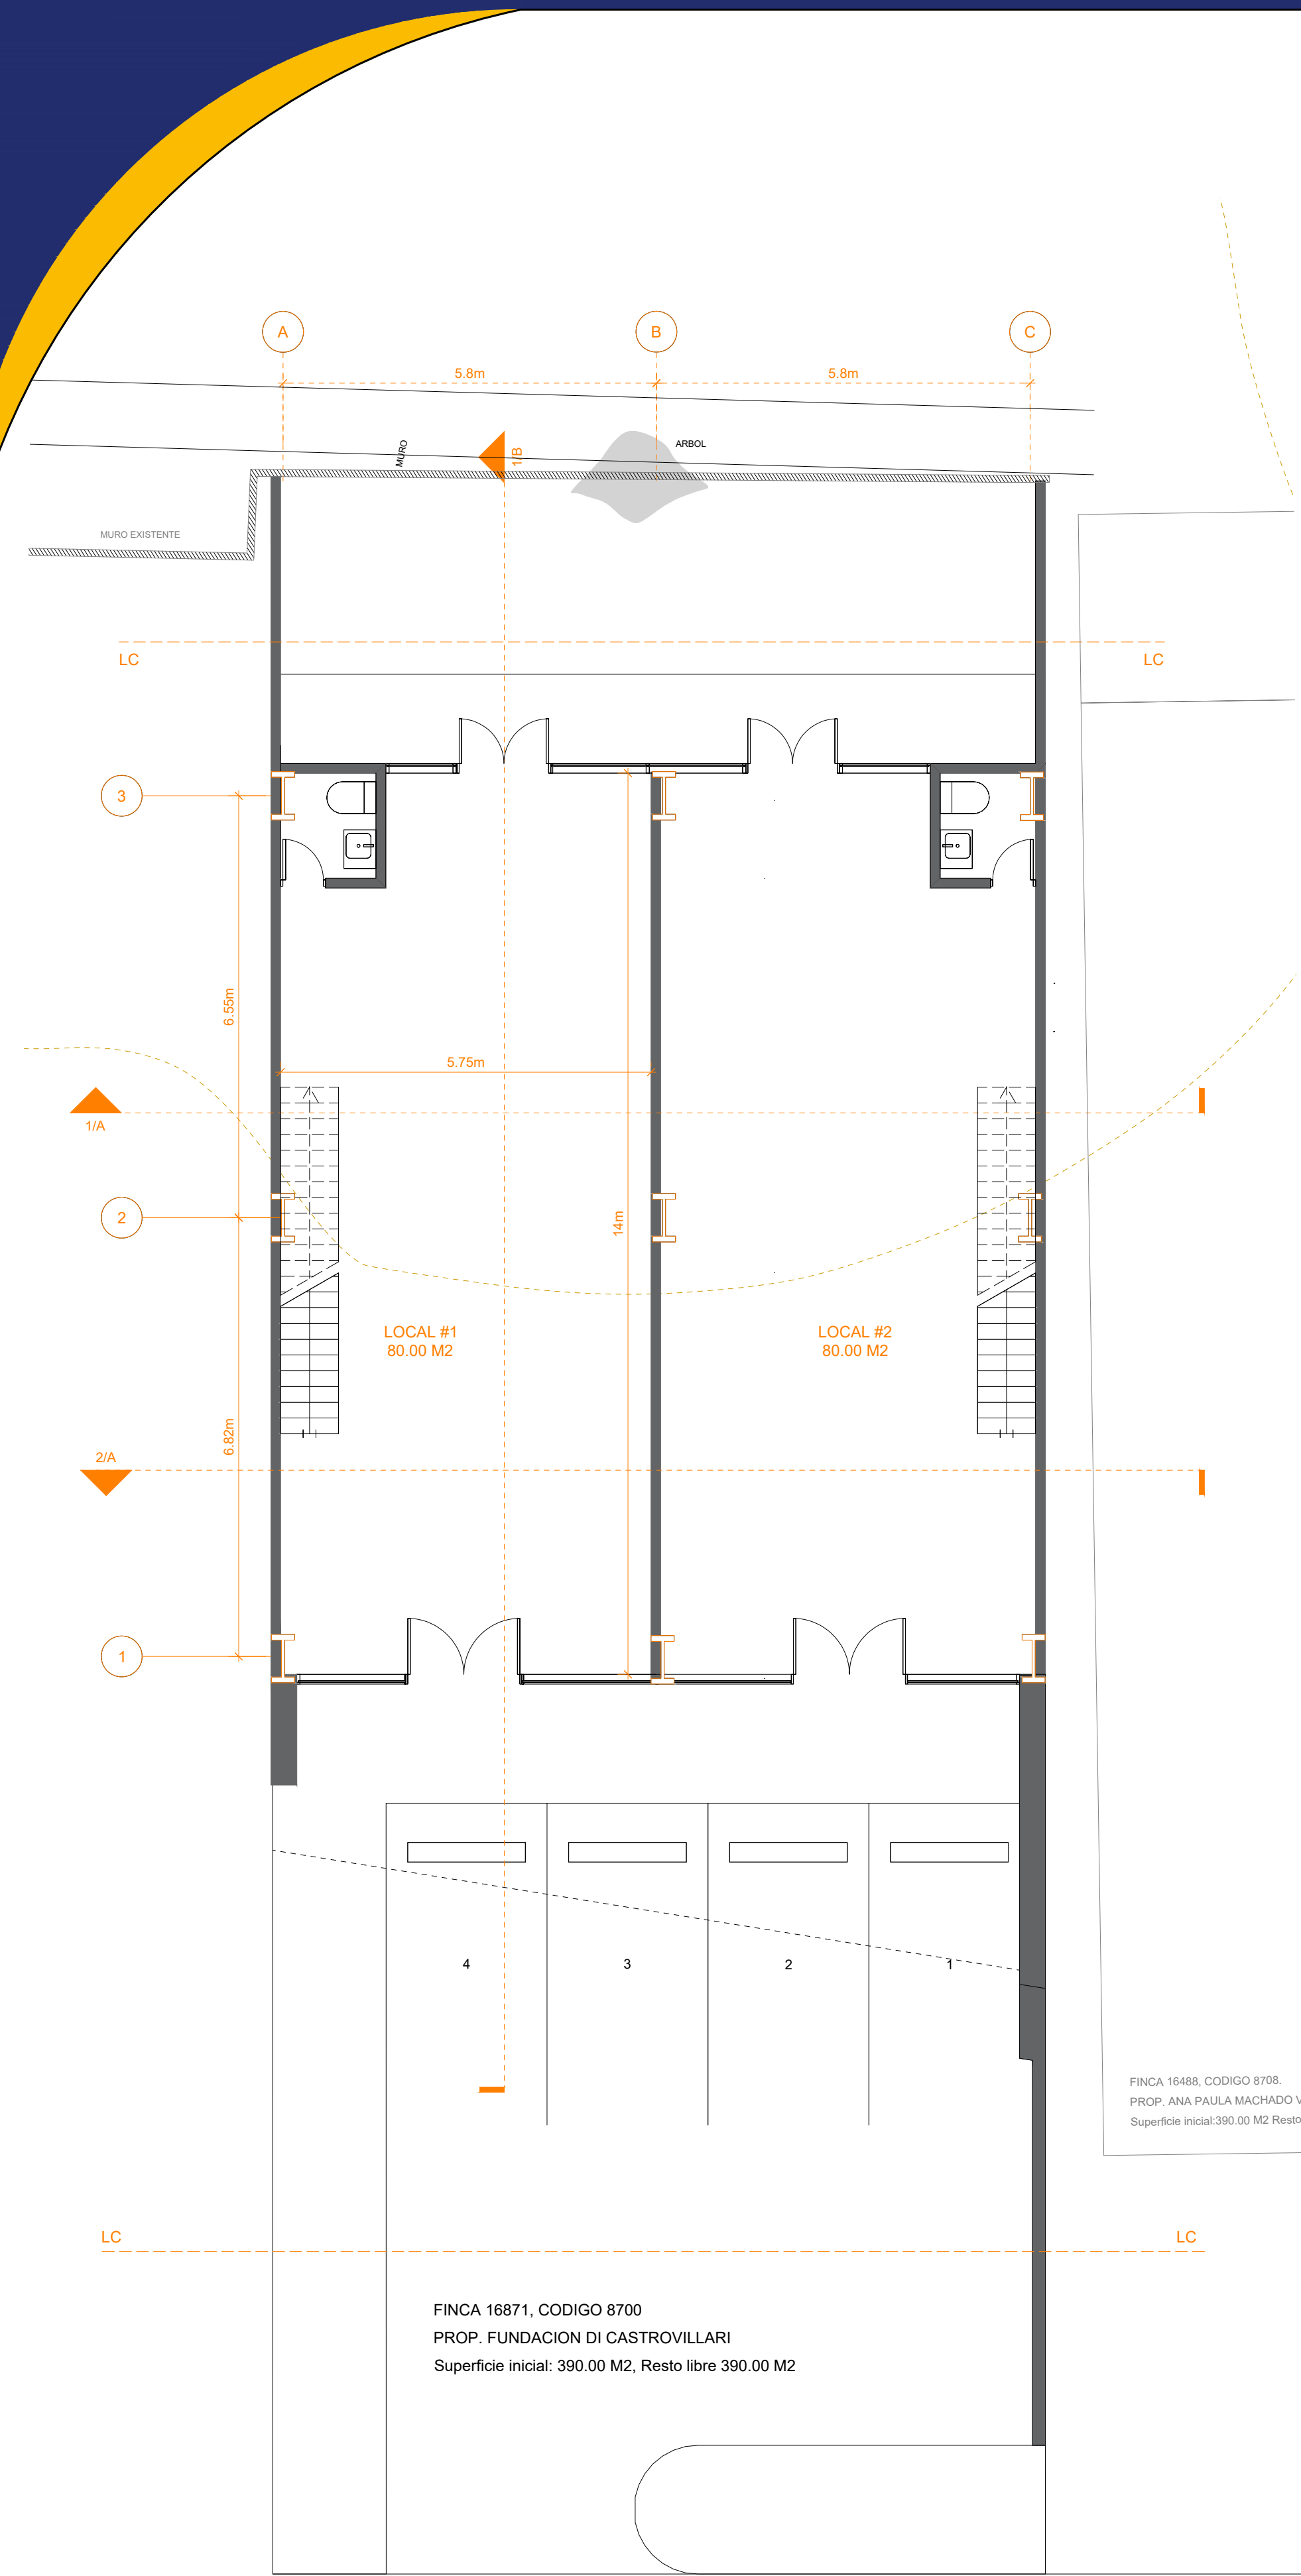 A
B
C
5.8m
5.8m
MURO
1/B
ARBOL
MURO EXISTENTE
LC
LC
3
6.55m
5.75m
1/A
2
14m
LOCAL #1
80.00 M2
LOCAL #2
80.00 M2
6.82m
2/A
1
4
3
2
1
FINCA 16488, CODIGO 8708.
PROP. ANA PAULA MACHADO V
Superficie inicial:390.00 M2 Resto
LC
LC
FINCA 16871, CODIGO 8700
PROP. FUNDACION DI CASTROVILLARI
Superficie inicial: 390.00 M2, Resto libre 390.00 M2